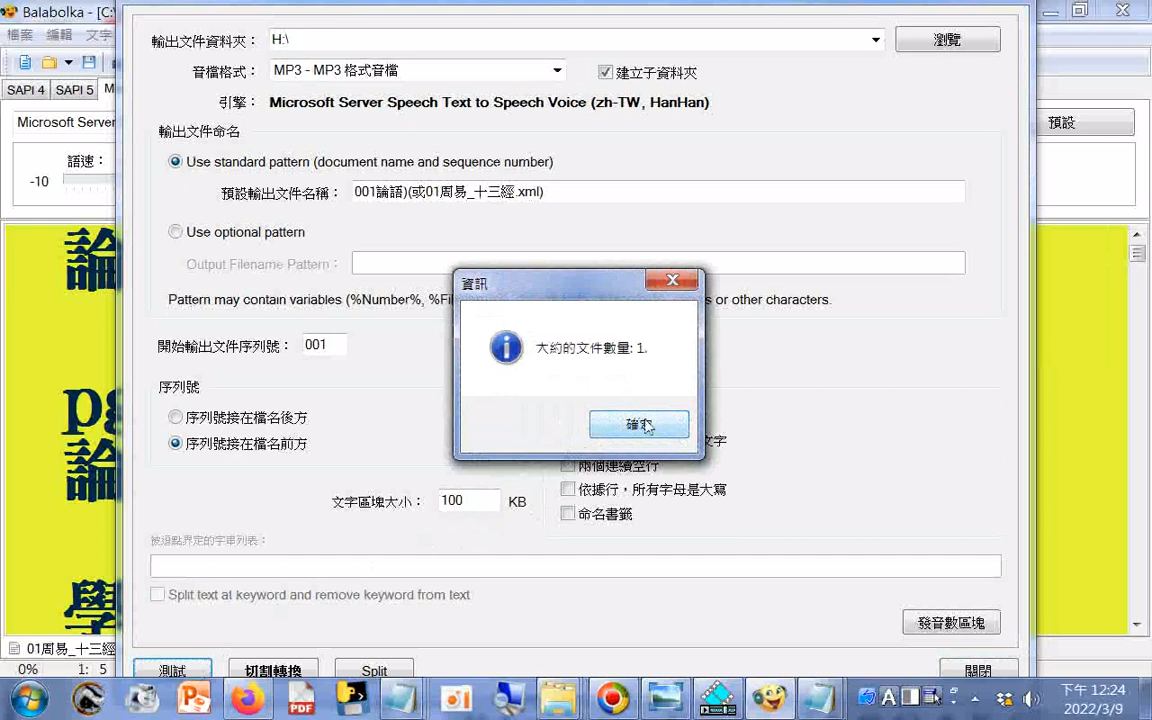 Balabolka - [C:\
檔案 編輯 文字
SAPI 4 SAPI 5 M
Microsoft Server
語速：
-10
預設
輸出文件資料夾： H:\ 瀏覽
音檔格式： MP3 - MP3 格式音檔 建立子資料夾
引擎： Microsoft Server Speech Text to Speech Voice (zh-TW, HanHan)
輸出文件命名
Use standard pattern (document name and sequence number)
預設輸出文件名稱： 001論語)(或01周易_十三經.xml)
Use optional pattern
Output Filename Pattern：
Pattern may contain variables (%Number%, %Fi s or other characters.
資訊
大約的文件數量: 1.
確定
開始輸出文件序列號： 001
序列號
序列號接在檔名後方
序列號接在檔名前方
文字
兩個連續空行
依據行，所有字母是大寫
命名書籤
文字區塊大小： 100 KB
被選點界定的字串列表：
Split text at keyword and remove keyword from text
發音數區塊
測試 切割轉換 Split 關閉
論
pg
論
學
01周易_十三經
0% 1: 5
下午 12:24
2022/3/9